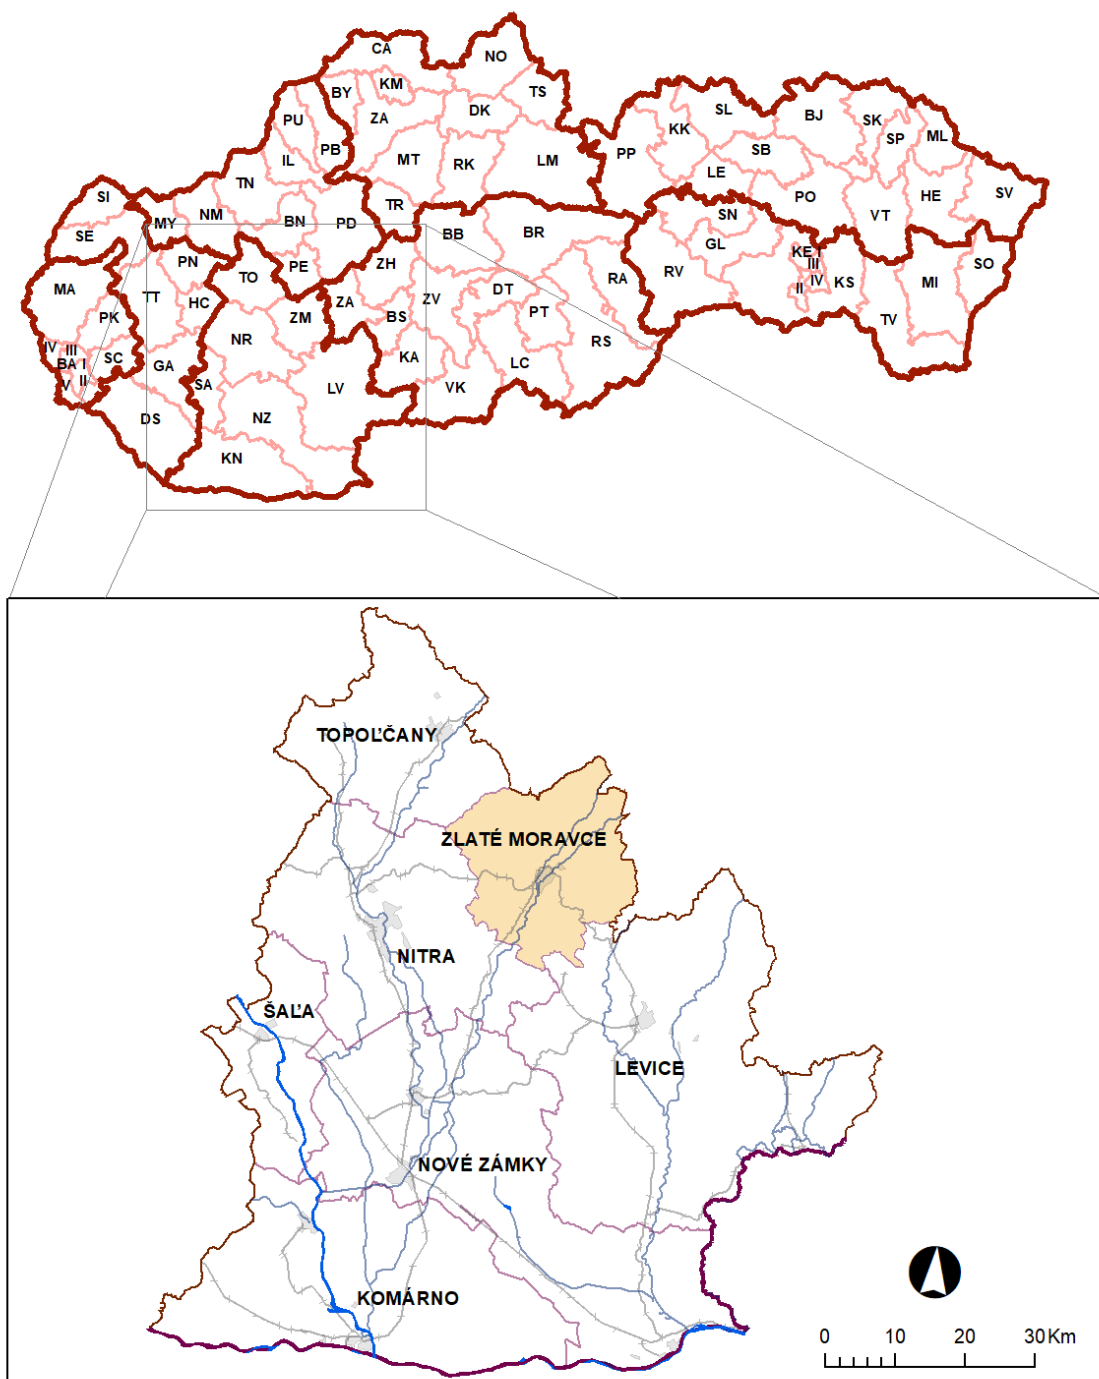 CA
NO
BY
KM
TS
PU
ZA
DK
SL
BJ
SK
KK
SP
ML
IL
PB
MT
RK
LM
PP
SB
LE
TN
SI
TR
PO
HE
SV
NM
MY
BN
PD
SN
VT
SE
BB
BR
GL
KE I
III
PN
PE
ZH
TO
RV
SO
MA
TT
RA
IV
KS
MI
HC
ZA
DT
II
ZV
PK
ZM
BS
PT
TV
IV
III
NR
KA
RS
BA
I
SC
GA
LC
V
II
SA
LV
VK
DS
NZ
KN
TOPOĽČANY
ZLATÉ MORAVCE
NITRA
ŠAĽA
LEVICE
NOVÉ ZÁMKY
KOMÁRNO
0 10 20 30 Km